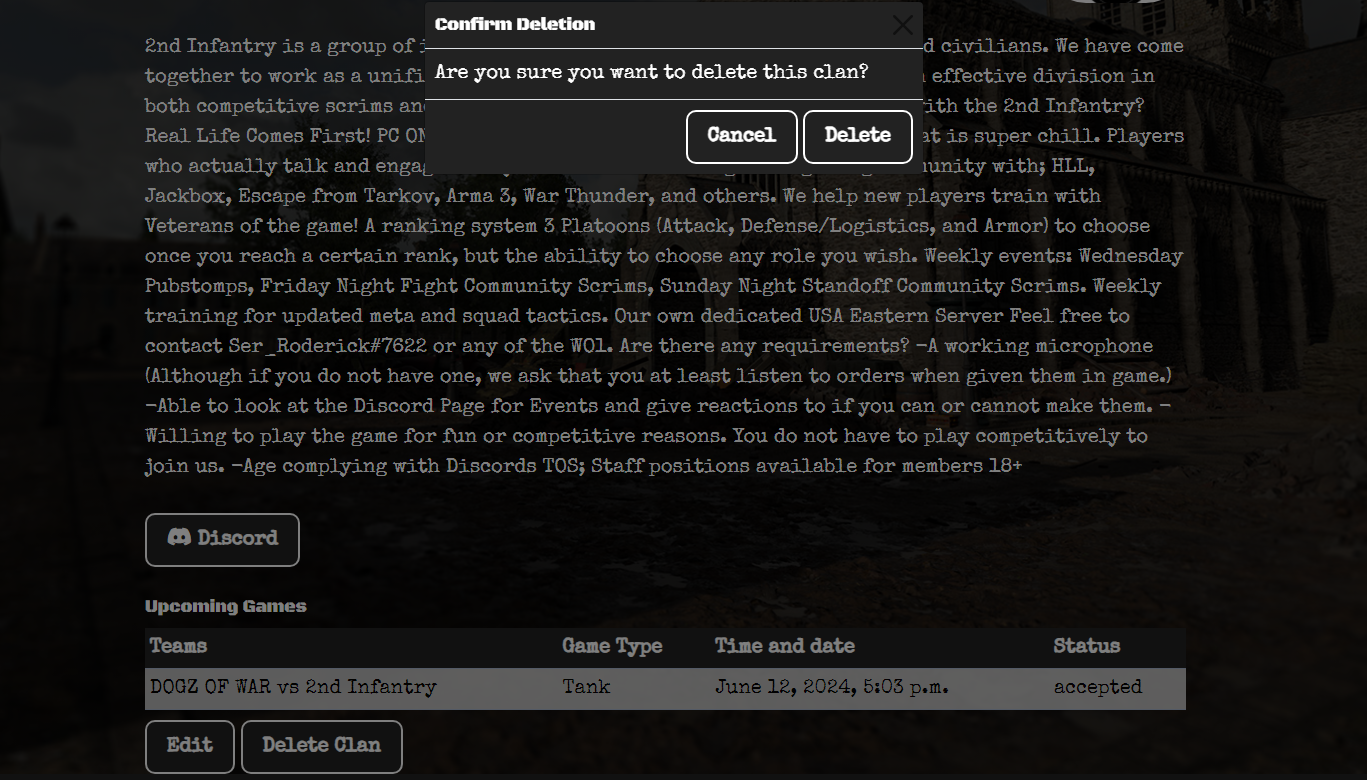 Confirm Deletion
Are you sure you want to delete this clan?
Cancel Delete
2nd Infantry is a group of d civilians. We have come
together to work as a effective division in
both competitive scrims ith the 2nd Infantry?
Real Life Comes First! PC at is super chill. Players
who actually talk and unity with; HLL,
Jackbox, Escape from Tarkov, Arma 3, War Thunder, and others. We help new players train with
Veterans of the game! A ranking system 3 Platoons (Attack, Defense/Logistics, and Armor) to choose
once you reach a certain rank, but the ability to choose any role you wish. Weekly events: Wednesday
Pubstomps, Friday Night Fight Community Scrims, Sunday Night Standoff Community Scrims. Weekly
training for updated meta and squad tactics. Our own dedicated USA Eastern Server Feel free to
contact Ser_Roderick#7622 or any of the WO1. Are there any requirements? -A working microphone
(Although if you do not have one, we ask that you at least listen to orders when given them in game.)
-Able to look at the Discord Page for Events and give reactions to if you can or cannot make them. -
Willing to play the game for fun or competitive reasons. You do not have to play competitively to
join us. -Age complying with Discords TOS; Staff positions available for members 18+
Discord
Upcoming Games
Teams Game Type Time and date Status
DOGZ OF WAR vs 2nd Infantry Tank June 12, 2024, 5:03 p.m. accepted
Edit Delete Clan